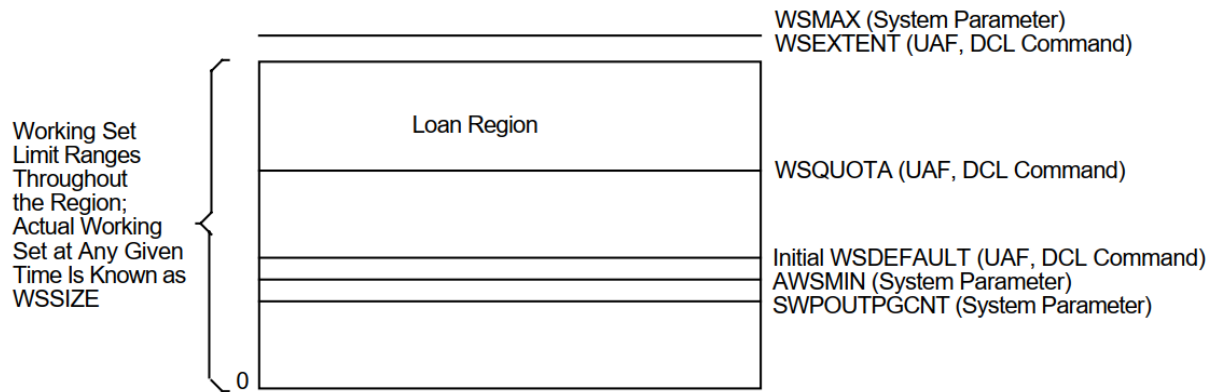 WSMAX (System Parameter)
WSEXTENT (UAF, DCL Command)
Working Set
Limit Ranges
Throughout
the Region;
Actual Working
Set at Any Given
Time Is Known as
WSSIZE
Loan Region
WSQUOTA (UAF, DCL Command)
Initial WSDEFAULT (UAF, DCL Command)
AWSMIN (System Parameter)
SWPOUTPGCNT (System Parameter)
0